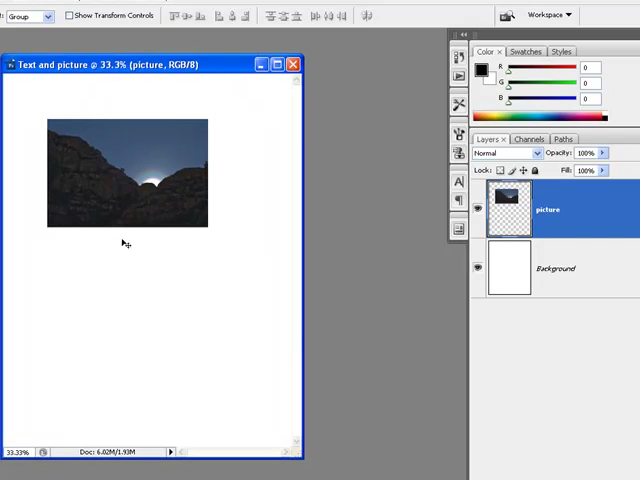 : Group
Show Transform Controls
Workspace
Text and picture @ 33.3% (picture, RGB/8)
Color × Swatches Styles
R 0
G 0
B 0
Layers × Channels Paths
Normal Opacity: 100%
Lock: Fill: 100%
picture
Background
33.33% Doc: 6.02M/1.93M